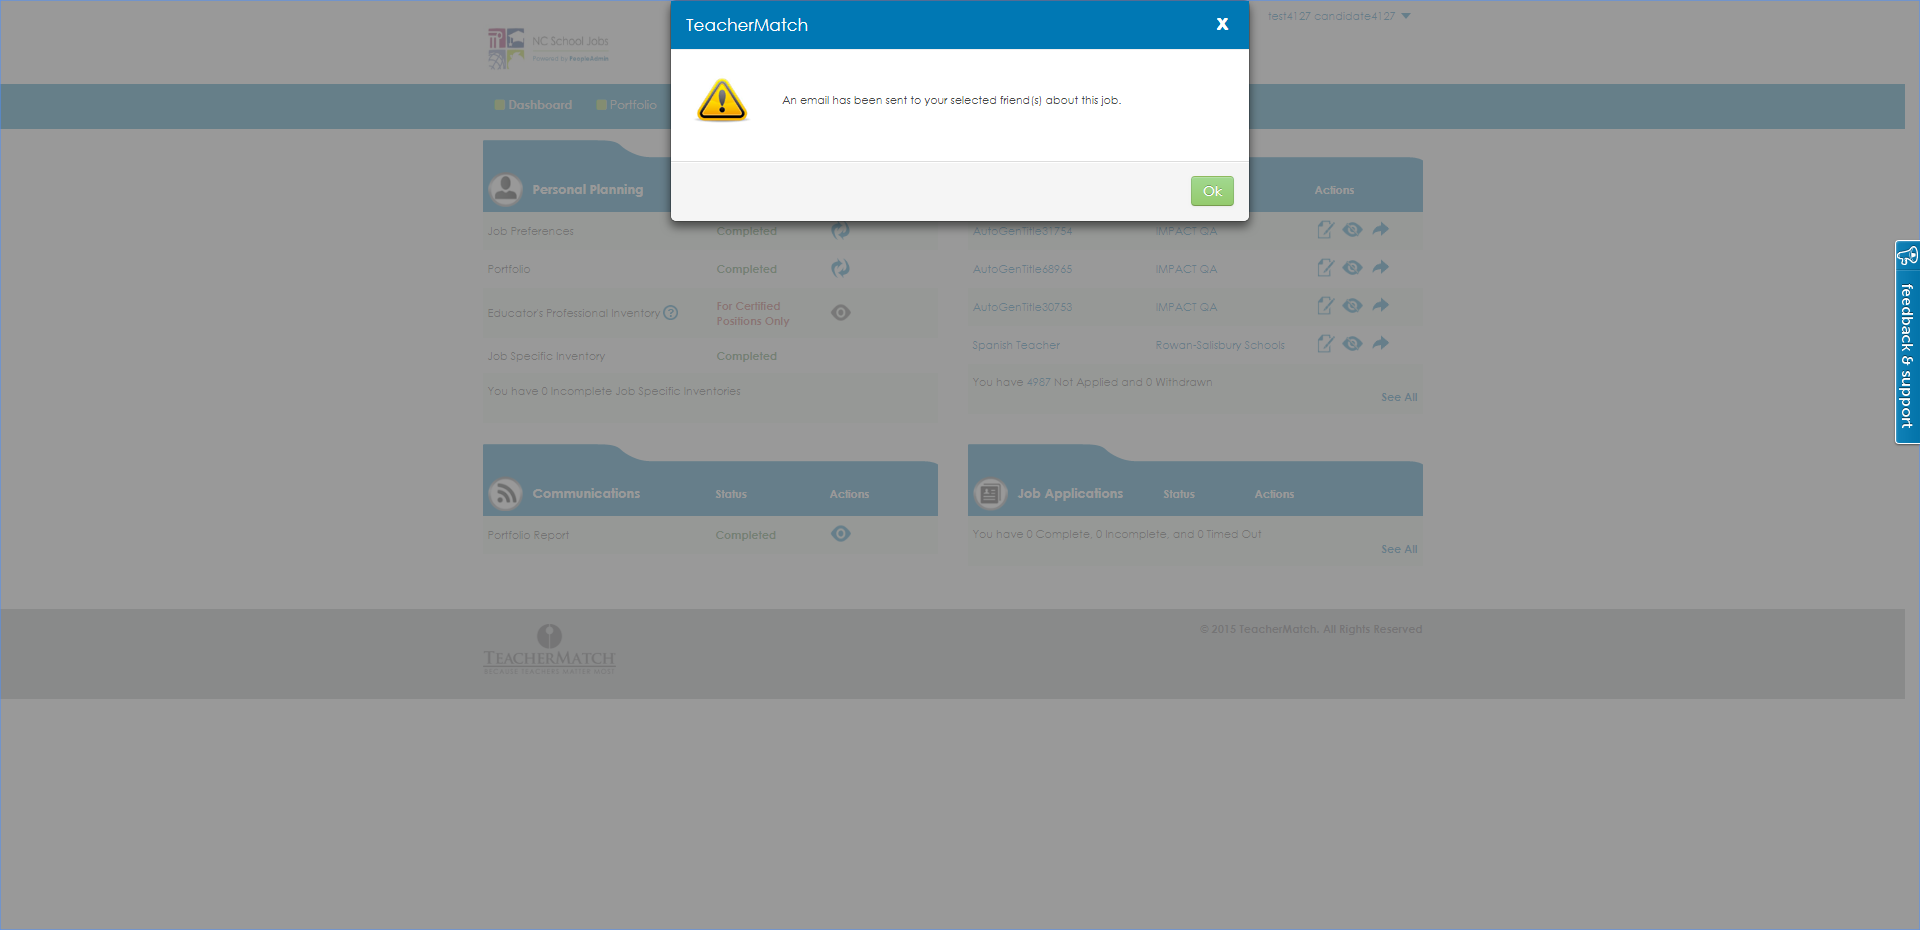 TeacherMatch
x
An email has been sent to your selected friend(s) about this job.
Ok
test4127 candidate4127
NC School Jobs
Powered by PeopleAdmin
Dashboard
Portfolio
Personal Planning
Job Preferences Completed
Portfolio Completed
Educator's Professional Inventory ? For Certified
Positions Only
Job Specific Inventory Completed
You have 0 Incomplete Job Specific Inventories
Actions
AutoGenTitle31754 IMPACT QA
AutoGenTitle68965 IMPACT QA
AutoGenTitle30753 IMPACT QA
Spanish Teacher Rowan-Salisbury Schools
You have 4987 Not Applied and 0 Withdrawn
See All
Communications Status Actions
Portfolio Report Completed
Job Applications Status Actions
You have 0 Complete, 0 Incomplete, and 0 Timed Out
See All
feedback & support
TEACHERMATCH
BECAUSE TEACHERS MATTER MOST
© 2015 TeacherMatch. All Rights Reserved